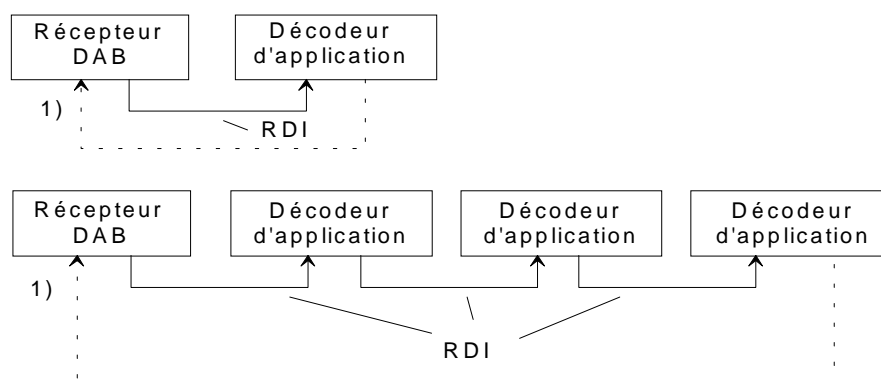 Récepteur
DAB
Décodeur
d'application
1)
RDI
Récepteur
DAB
Décodeur
d'application
Décodeur
d'application
Décodeur
d'application
1)
RDI